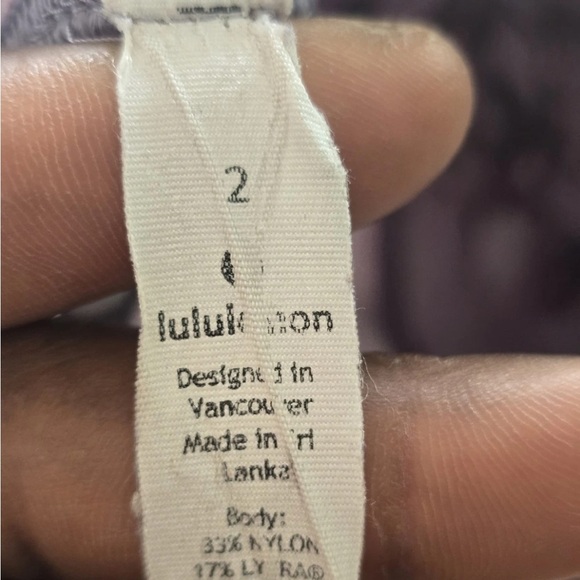 2
lululemon
Designed in
Vancouver
Made in Sri
Lanka
Body:
33% NYLON
17% LYCRA®